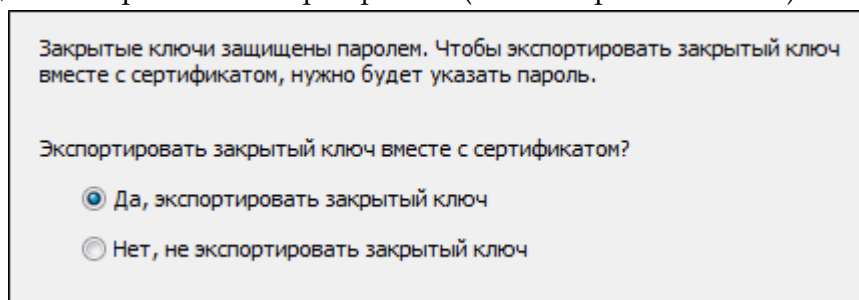 Закрытые ключи защищены паролем. Чтобы экспортировать закрытый ключ
вместе с сертификатом, нужно будет указать пароль.
Экспортировать закрытый ключ вместе с сертификатом?
Да, экспортировать закрытый ключ
Нет, не экспортировать закрытый ключ